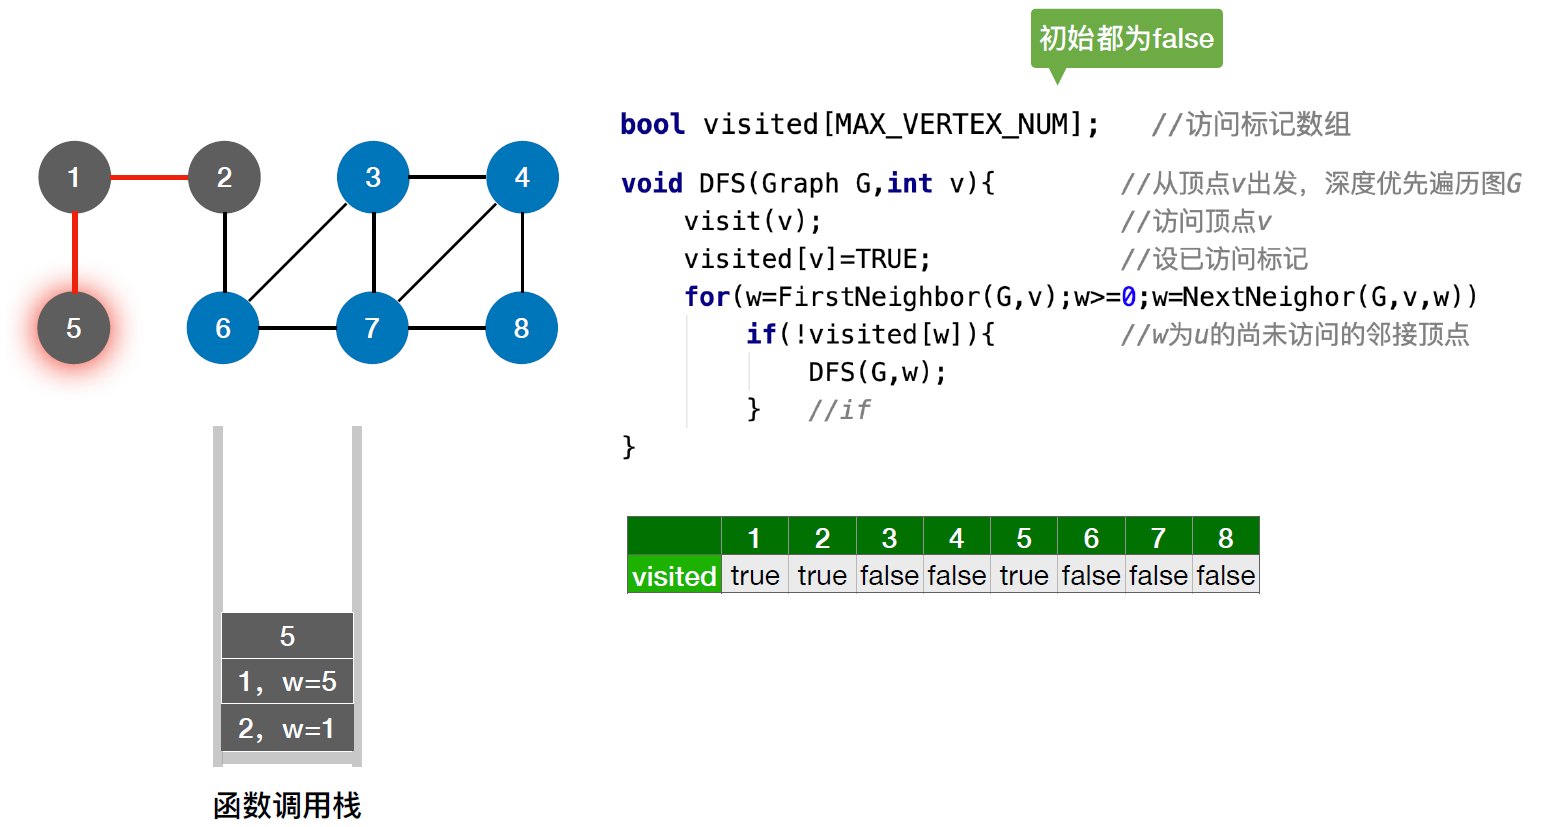 初始都为false
bool visited[MAX_VERTEX_NUM];   //访问标记数组
void DFS(Graph G,int v){   //从顶点v出发，深度优先遍历图G
visit(v);   //访问顶点v
visited[v]=TRUE;   //设已访问标记
for(w=FirstNeighbor(G,v);w>=0;w=NextNeighor(G,v,w))
if(!visited[w]){   //w为u的尚未访问的邻接顶点
DFS(G,w);
}   //if
}
1 2 3 4
5 6 7 8
1 2 3 4 5 6 7 8
visited true true false false true false false false
5
1，w=5
2，w=1
函数调用栈